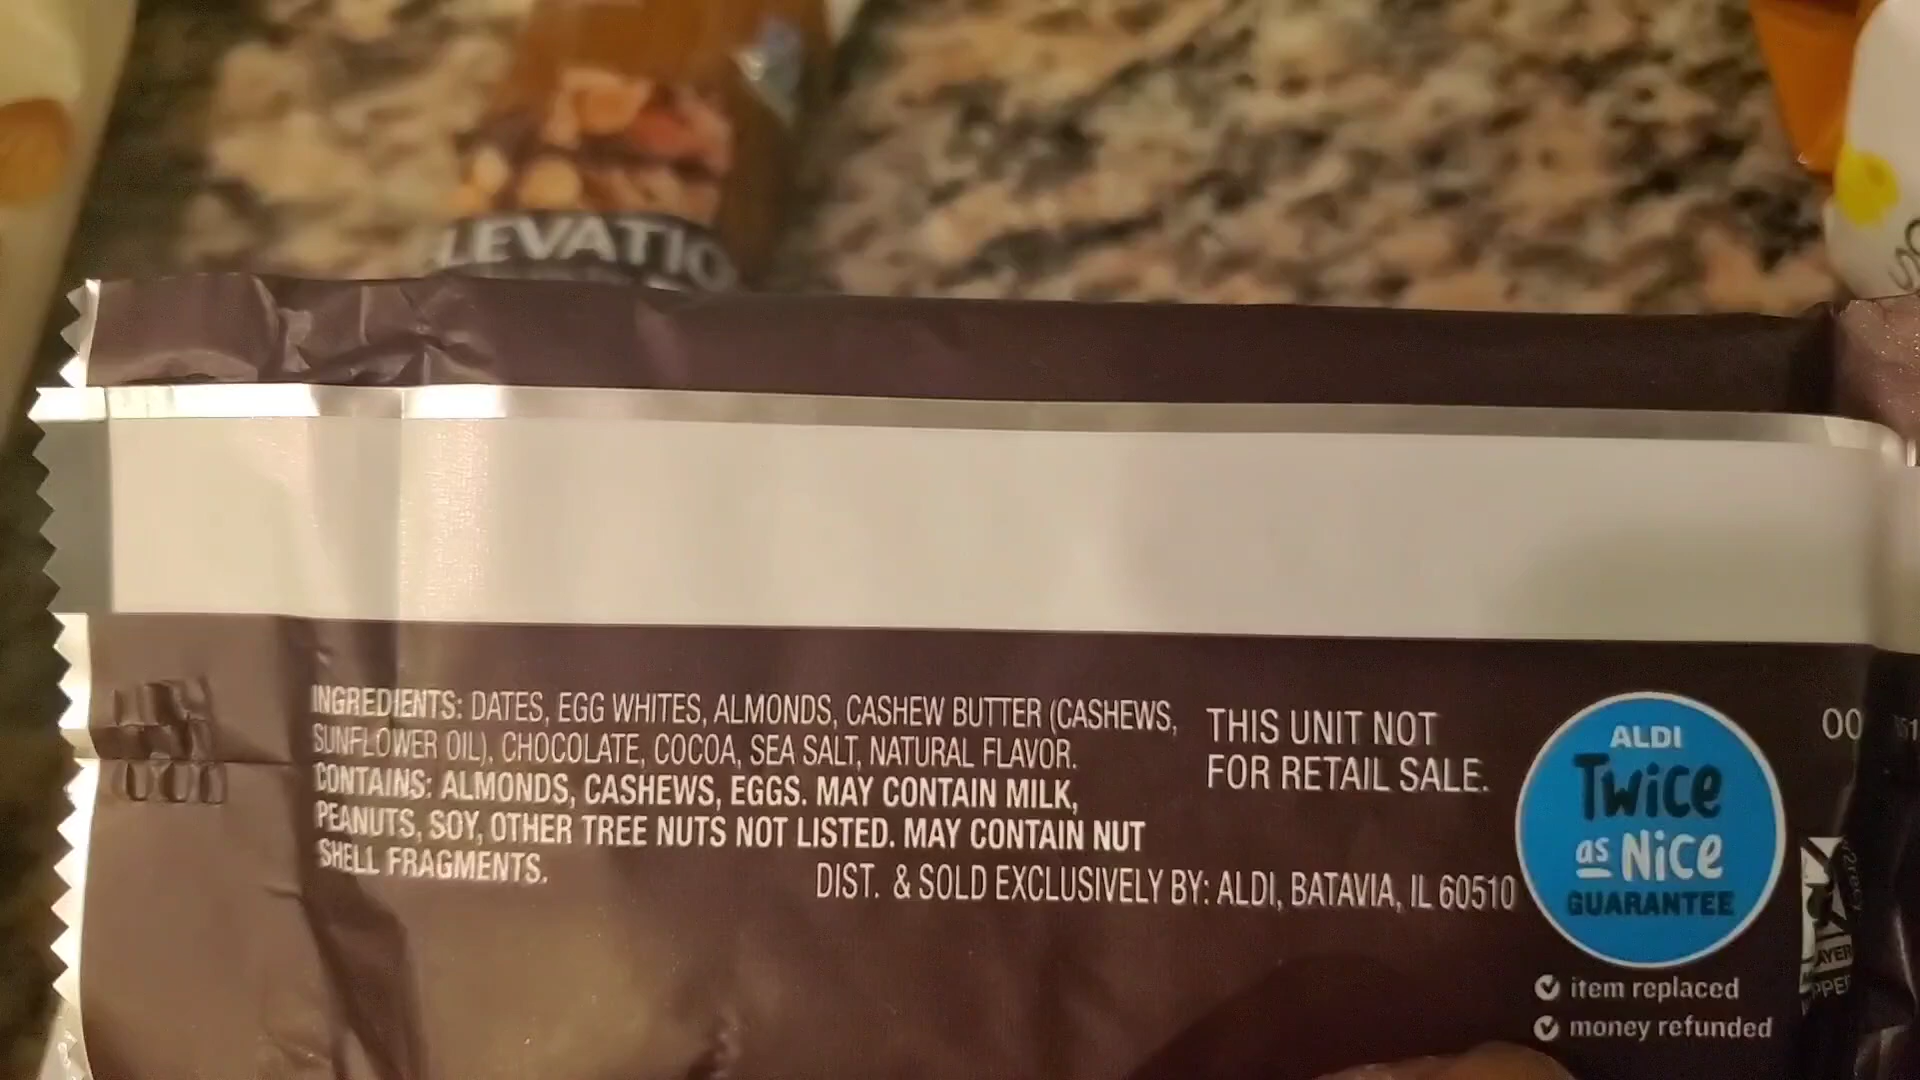 LEVATIO
INGREDIENTS: DATES, EGG WHITES, ALMONDS, CASHEW BUTTER (CASHEWS,
SUNFLOWER OIL), CHOCOLATE, COCOA, SEA SALT, NATURAL FLAVOR.
CONTAINS: ALMONDS, CASHEWS, EGGS. MAY CONTAIN MILK,
PEANUTS, SOY, OTHER TREE NUTS NOT LISTED. MAY CONTAIN NUT
SHELL FRAGMENTS.
THIS UNIT NOT
FOR RETAIL SALE.
DIST. & SOLD EXCLUSIVELY BY: ALDI, BATAVIA, IL 60510
ALDI
Twice
as Nice
GUARANTEE
item replaced
money refunded
00